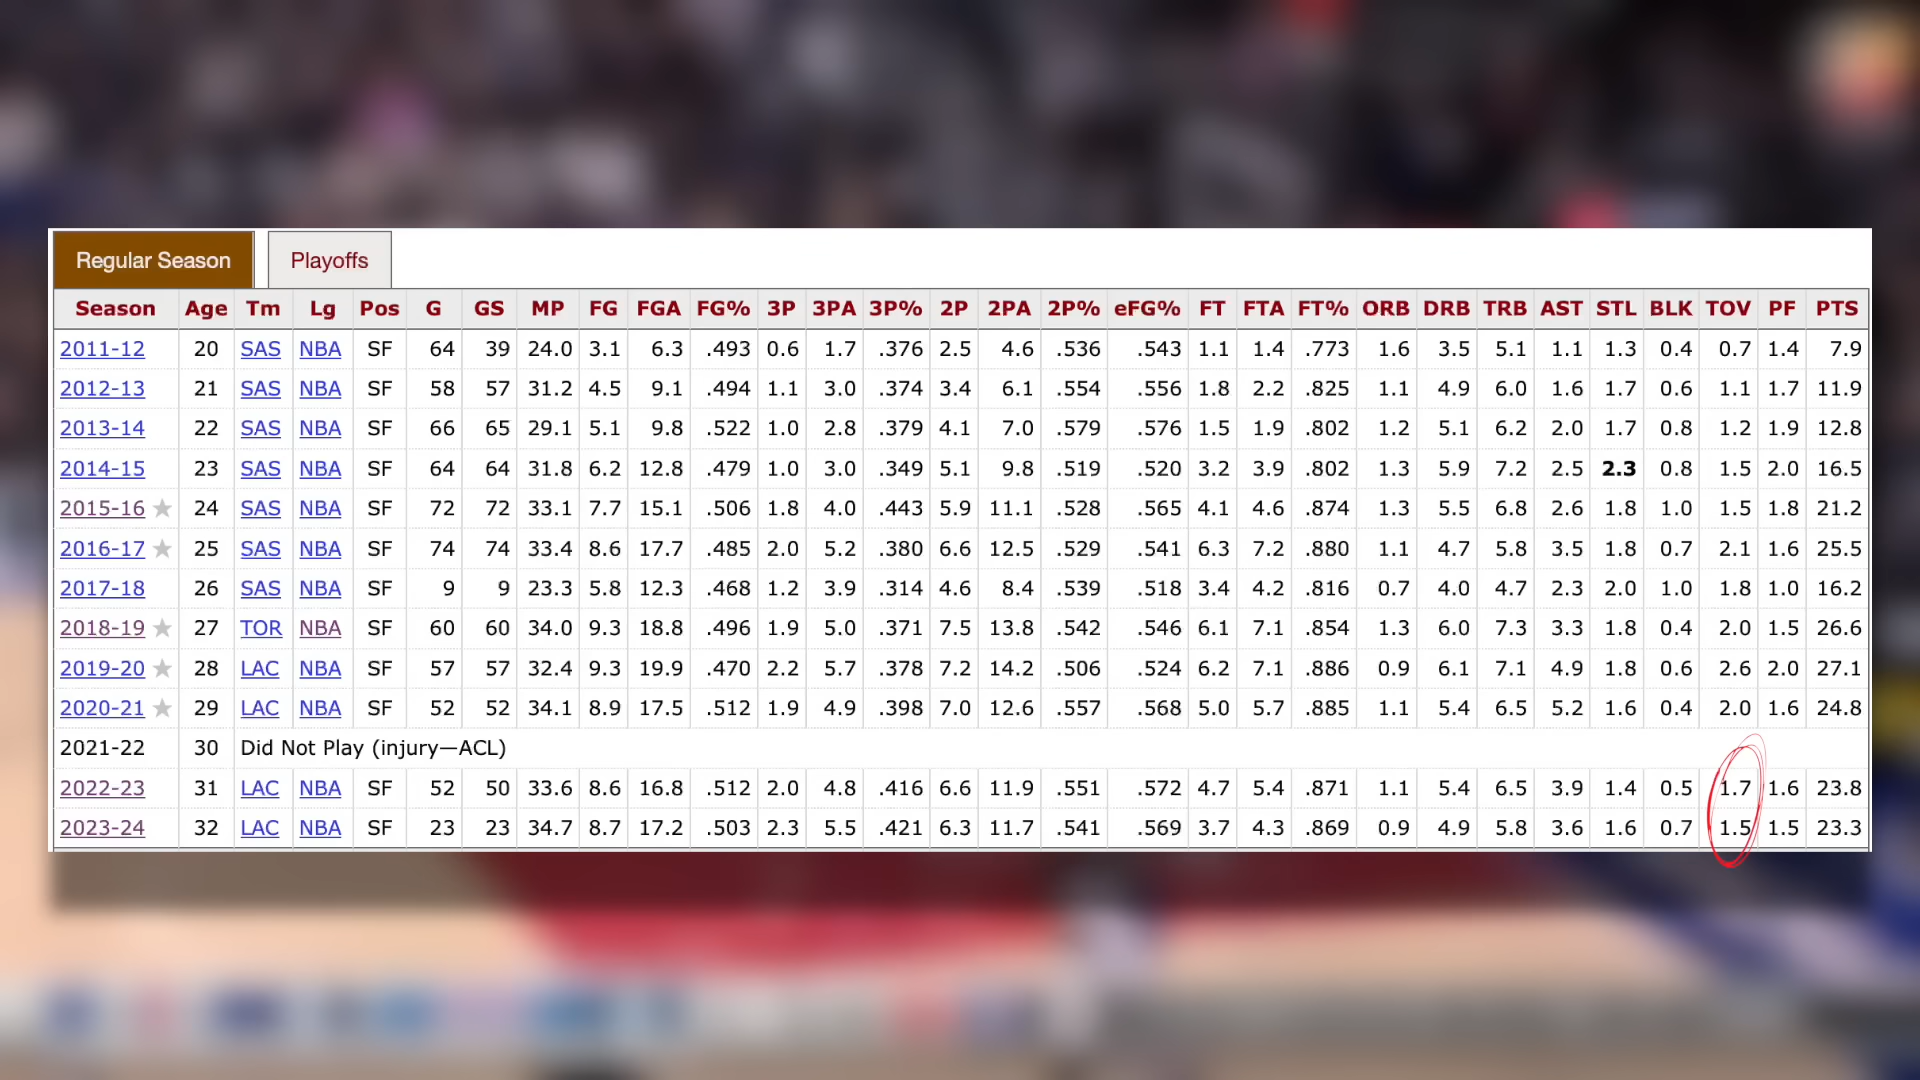 Regular Season Playoffs
Season Age Tm Lg Pos G GS MP FG FGA FG% 3P 3PA 3P% 2P 2PA 2P% eFG% FT FTA FT% ORB DRB TRB AST STL BLK TOV PF PTS
2011-12 20 SAS NBA SF 64 39 24.0 3.1 6.3 .493 0.6 1.7 .376 2.5 4.6 .536 .543 1.1 1.4 .773 1.6 3.5 5.1 1.1 1.3 0.4 0.7 1.4 7.9
2012-13 21 SAS NBA SF 58 57 31.2 4.5 9.1 .494 1.1 3.0 .374 3.4 6.1 .554 .556 1.8 2.2 .825 1.1 4.9 6.0 1.6 1.7 0.6 1.1 1.7 11.9
2013-14 22 SAS NBA SF 66 65 29.1 5.1 9.8 .522 1.0 2.8 .379 4.1 7.0 .579 .576 1.5 1.9 .802 1.2 5.1 6.2 2.0 1.7 0.8 1.2 1.9 12.8
2014-15 23 SAS NBA SF 64 64 31.8 6.2 12.8 .479 1.0 3.0 .349 5.1 9.8 .519 .520 3.2 3.9 .802 1.3 5.9 7.2 2.5 2.3 0.8 1.5 2.0 16.5
2015-16 ★ 24 SAS NBA SF 72 72 33.1 7.7 15.1 .506 1.8 4.0 .443 5.9 11.1 .528 .565 4.1 4.6 .874 1.3 5.5 6.8 2.6 1.8 1.0 1.5 1.8 21.2
2016-17 ★ 25 SAS NBA SF 74 74 33.4 8.6 17.7 .485 2.0 5.2 .380 6.6 12.5 .529 .541 6.3 7.2 .880 1.1 4.7 5.8 3.5 1.8 0.7 2.1 1.6 25.5
2017-18 26 SAS NBA SF 9 9 23.3 5.8 12.3 .468 1.2 3.9 .314 4.6 8.4 .539 .518 3.4 4.2 .816 0.7 4.0 4.7 2.3 2.0 1.0 1.8 1.0 16.2
2018-19 ★ 27 TOR NBA SF 60 60 34.0 9.3 18.8 .496 1.9 5.0 .371 7.5 13.8 .542 .546 6.1 7.1 .854 1.3 6.0 7.3 3.3 1.8 0.4 2.0 1.5 26.6
2019-20 ★ 28 LAC NBA SF 57 57 32.4 9.3 19.9 .470 2.2 5.7 .378 7.2 14.2 .506 .524 6.2 7.1 .886 0.9 6.1 7.1 4.9 1.8 0.6 2.6 2.0 27.1
2020-21 ★ 29 LAC NBA SF 52 52 34.1 8.9 17.5 .512 1.9 4.9 .398 7.0 12.6 .557 .568 5.0 5.7 .885 1.1 5.4 6.5 5.2 1.6 0.4 2.0 1.6 24.8
2021-22 30 Did Not Play (injury—ACL)
2022-23 31 LAC NBA SF 52 50 33.6 8.6 16.8 .512 2.0 4.8 .416 6.6 11.9 .551 .572 4.7 5.4 .871 1.1 5.4 6.5 3.9 1.4 0.5 1.7 1.6 23.8
2023-24 32 LAC NBA SF 23 23 34.7 8.7 17.2 .503 2.3 5.5 .421 6.3 11.7 .541 .569 3.7 4.3 .869 0.9 4.9 5.8 3.6 1.6 0.7 1.5 1.5 23.3